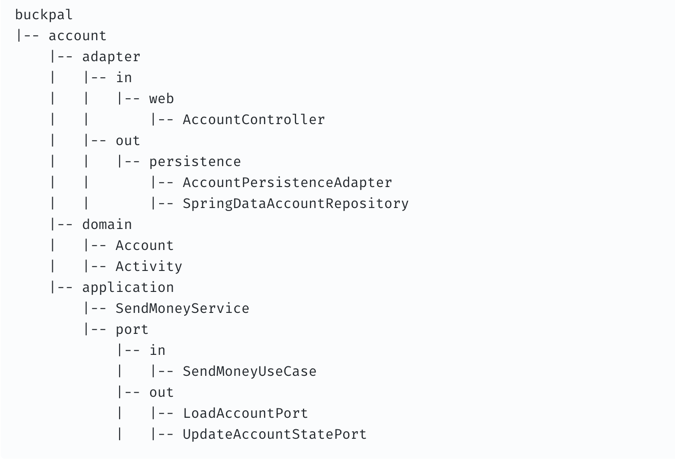 buckpal
|-- account
    |-- adapter
    |   |-- in
    |   |   |-- web
    |   |       |-- AccountController
    |   |-- out
    |   |   |-- persistence
    |   |       |-- AccountPersistenceAdapter
    |   |       |-- SpringDataAccountRepository
    |-- domain
    |   |-- Account
    |   |-- Activity
    |-- application
        |-- SendMoneyService
        |-- port
            |-- in
            |   |-- SendMoneyUseCase
            |-- out
            |   |-- LoadAccountPort
            |   |-- UpdateAccountStatePort